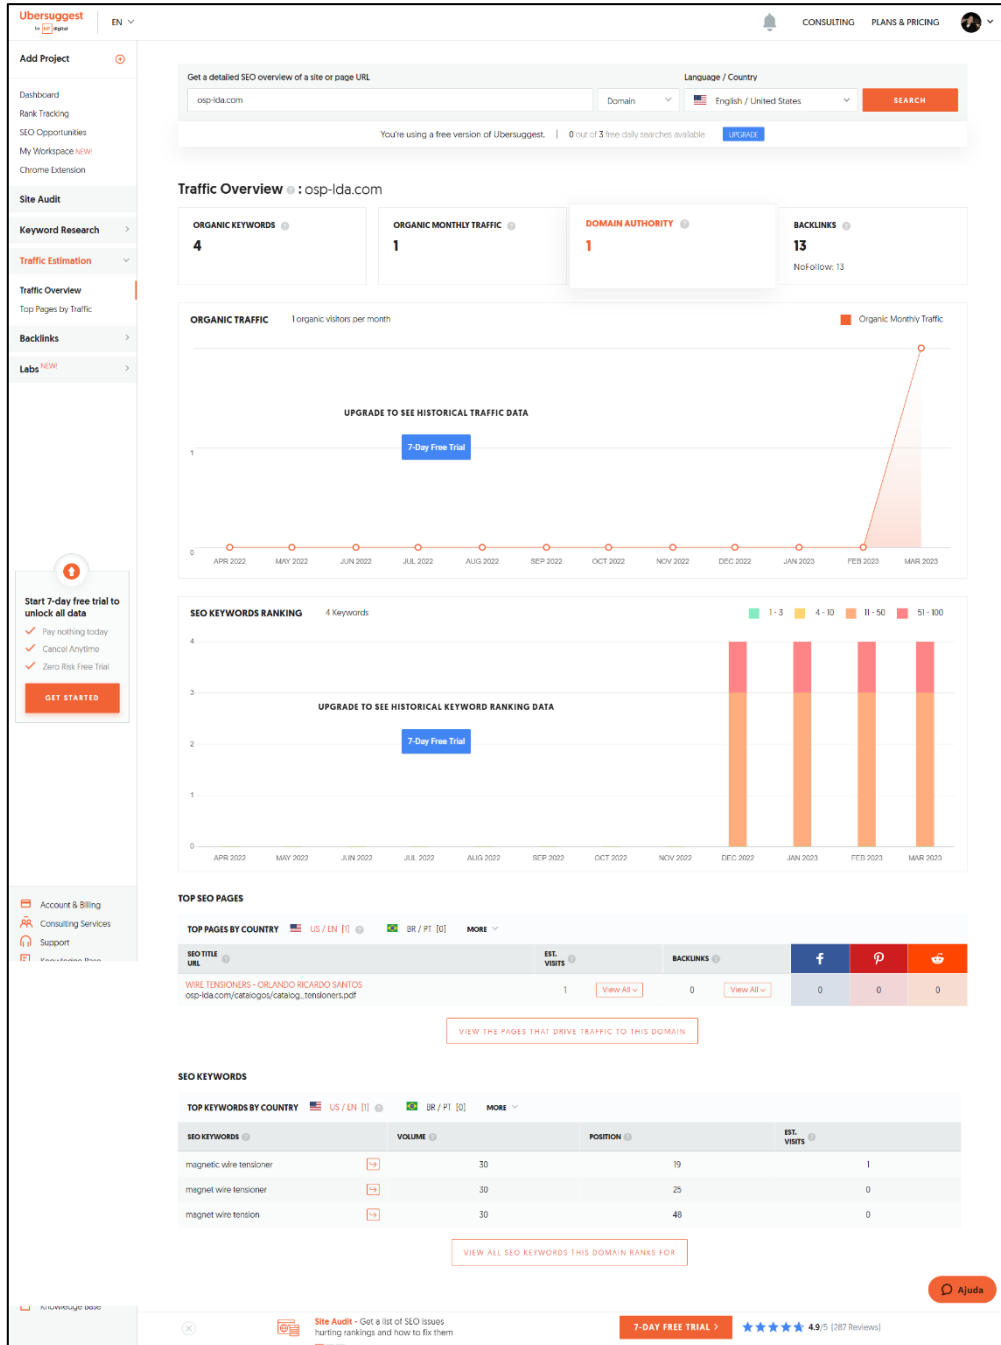 Ubersuggest
by NP digital
EN
CONSULTING
PLANS & PRICING
Add Project
Dashboard
Rank Tracking
SEO Opportunities
My Workspace NEW!
Chrome Extension
Site Audit
Keyword Research
Traffic Estimation
Traffic Overview
Top Pages by Traffic
Backlinks
Labs NEW!
Get a detailed SEO overview of a site or page URL
Language / Country
osp-lda.com
Domain
English / United States
SEARCH
You're using a free version of Ubersuggest. | 0 out of 3 free daily searches available UPGRADE
Traffic Overview : osp-lda.com
ORGANIC KEYWORDS
4
ORGANIC MONTHLY TRAFFIC
1
DOMAIN AUTHORITY
1
BACKLINKS
13
NoFollow: 13
ORGANIC TRAFFIC 1 organic visitors per month
Organic Monthly Traffic
UPGRADE TO SEE HISTORICAL TRAFFIC DATA
7-Day Free Trial
1
0
APR 2022 MAY 2022 JUN 2022 JUL 2022 AUG 2022 SEP 2022 OCT 2022 NOV 2022 DEC 2022 JAN 2023 FEB 2023 MAR 2023
Start 7-day free trial to
unlock all data
Pay nothing today
Cancel Anytime
Zero Risk Free Trial
GET STARTED
SEO KEYWORDS RANKING 4 Keywords
1 - 3 4 - 10 11 - 50 51 - 100
4
3
UPGRADE TO SEE HISTORICAL KEYWORD RANKING DATA
7-Day Free Trial
2
1
0
APR 2022 MAY 2022 JUN 2022 JUL 2022 AUG 2022 SEP 2022 OCT 2022 NOV 2022 DEC 2022 JAN 2023 FEB 2023 MAR 2023
Account & Billing
Consulting Services
Support
Knowledge Base
TOP SEO PAGES
TOP PAGES BY COUNTRY US / EN [1] BR / PT [0] MORE
SEO TITLE
URL
EST.
VISITS
BACKLINKS
WIRE TENSIONERS - ORLANDO RICARDO SANTOS
osp-lda.com/catalogos/catalog_tensioners.pdf
1 View All 0 View All 0 0 0
VIEW THE PAGES THAT DRIVE TRAFFIC TO THIS DOMAIN
SEO KEYWORDS
TOP KEYWORDS BY COUNTRY US / EN [1] BR / PT [0] MORE
SEO KEYWORDS VOLUME POSITION EST. VISITS
magnetic wire tensioner 30 19 1
magnet wire tensioner 30 25 0
magnet wire tension 30 48 0
VIEW ALL SEO KEYWORDS THIS DOMAIN RANKS FOR
Ajuda
Knowledge Base
Site Audit - Get a list of SEO issues
hurting rankings and how to fix them
7-DAY FREE TRIAL >
4.9/5 (287 Reviews)